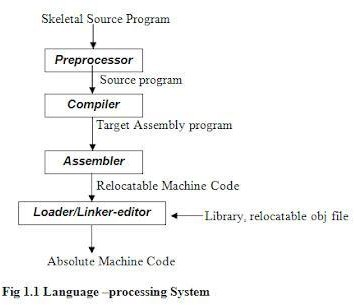 Skeletal Source Program
Preprocessor
Source program
Compiler
Target Assembly program
Assembler
Relocatable Machine Code
Loader/Linker-editor
Library, relocatable obj file
Absolute Machine Code
Fig 1.1 Language –processing System